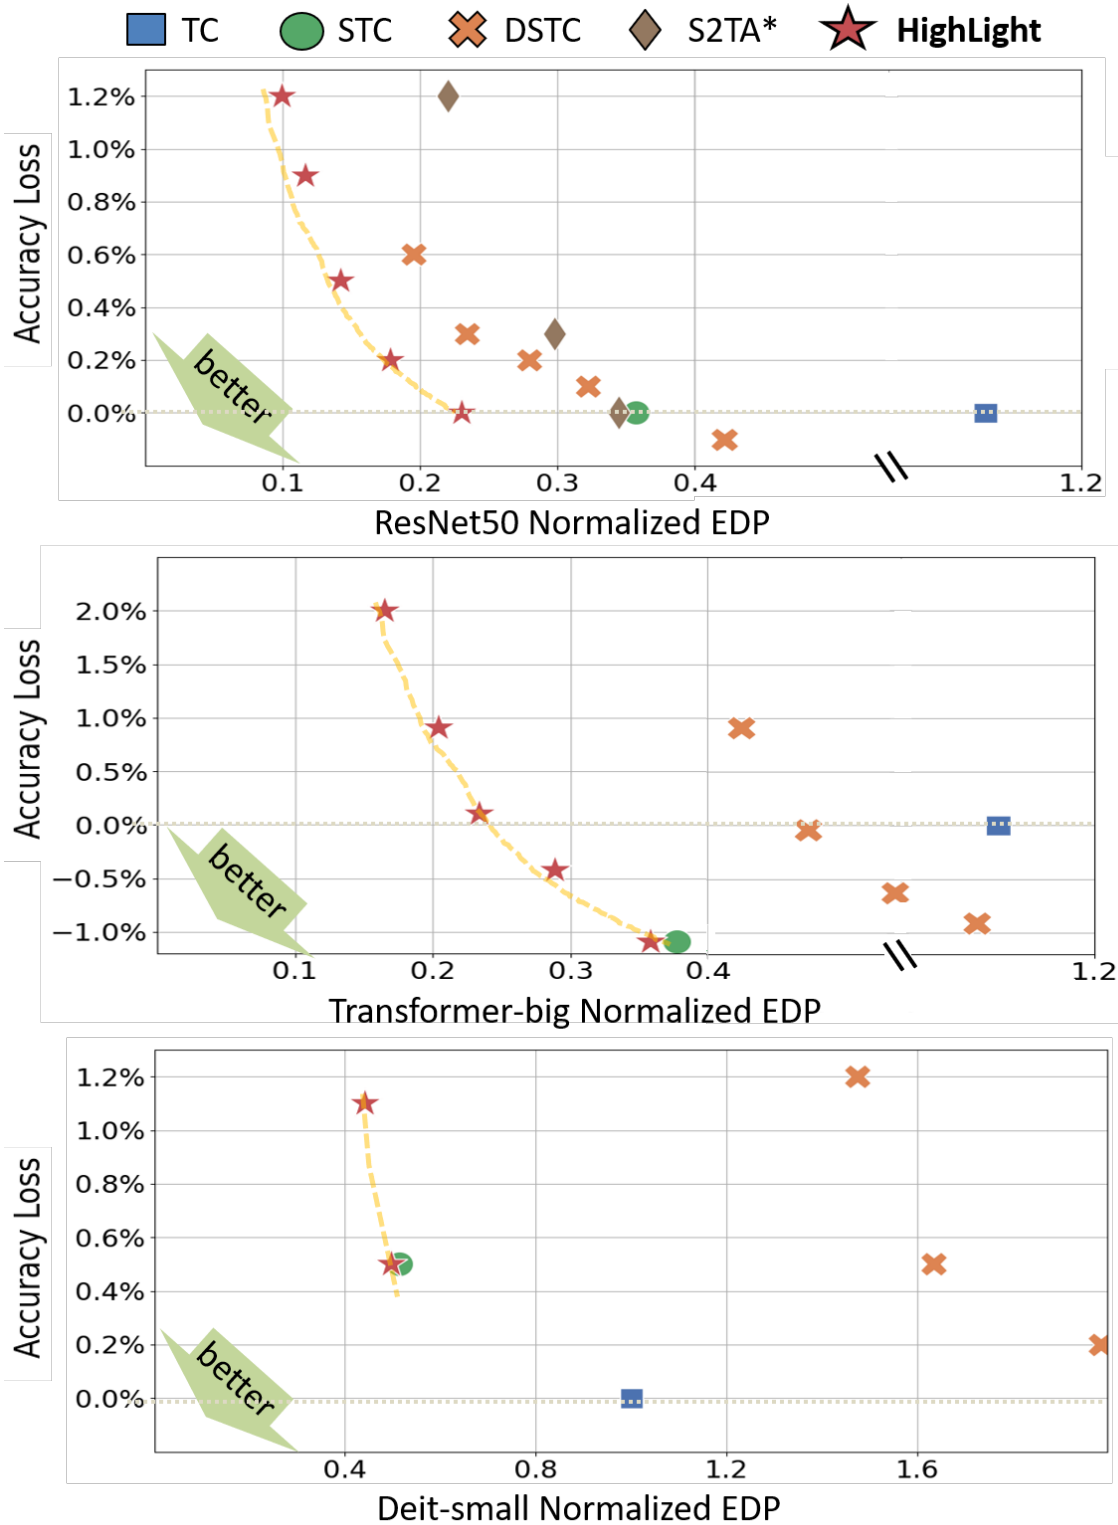 TC STC DSTC S2TA* HighLight
Accuracy Loss
1.2%
1.0%
0.8%
0.6%
0.4%
0.2%
0.0%
better
0.1 0.2 0.3 0.4 1.2
ResNet50 Normalized EDP
Accuracy Loss
2.0%
1.5%
1.0%
0.5%
0.0%
−0.5%
−1.0%
better
0.1 0.2 0.3 0.4 1.2
Transformer-big Normalized EDP
Accuracy Loss
1.2%
1.0%
0.8%
0.6%
0.4%
0.2%
0.0%
better
0.4 0.8 1.2 1.6
Deit-small Normalized EDP